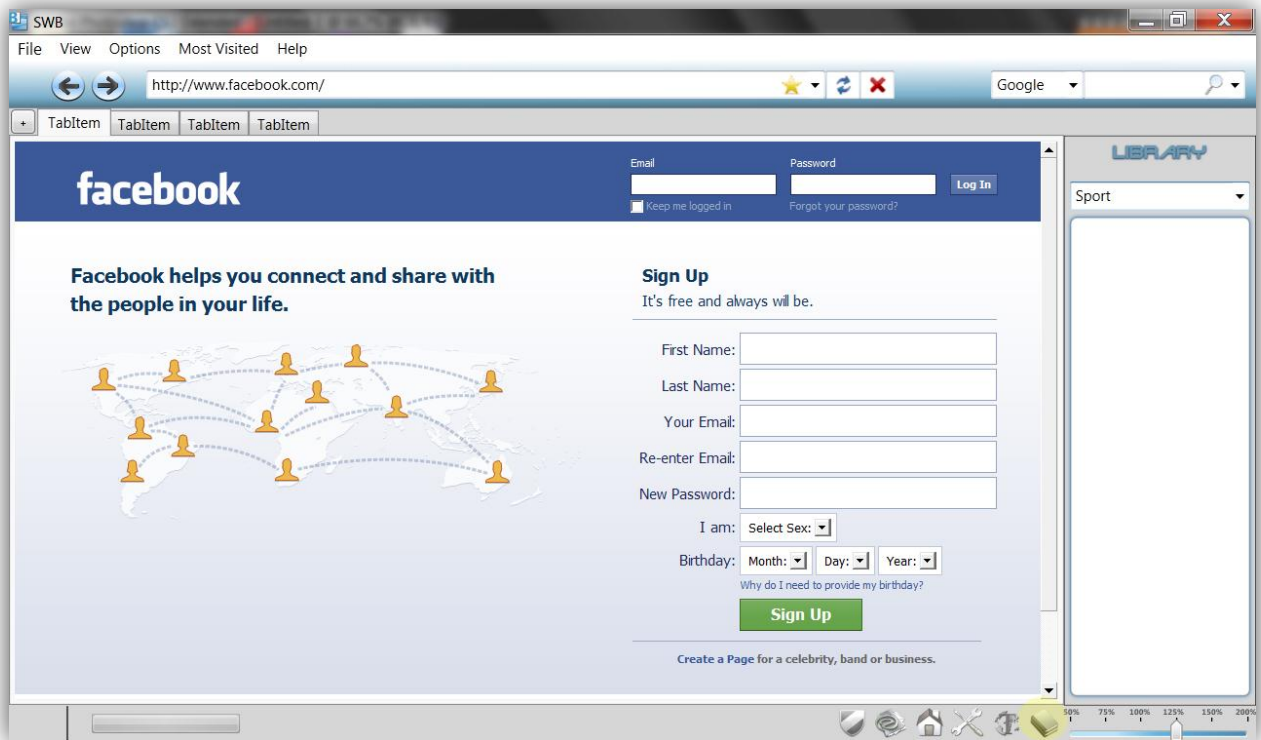 SWB
File View Options Most Visited Help
http://www.facebook.com/ Google
+ TabItem TabItem TabItem TabItem
LIBRARY
Sport
facebook
Email Password
Log In
Keep me logged in Forgot your password?
Facebook helps you connect and share with
the people in your life.
Sign Up
It's free and always will be.
First Name:
Last Name:
Your Email:
Re-enter Email:
New Password:
I am: Select Sex:
Birthday: Month: Day: Year:
Why do I need to provide my birthday?
Sign Up
Create a Page for a celebrity, band or business.
50% 75% 100% 125% 150% 200%